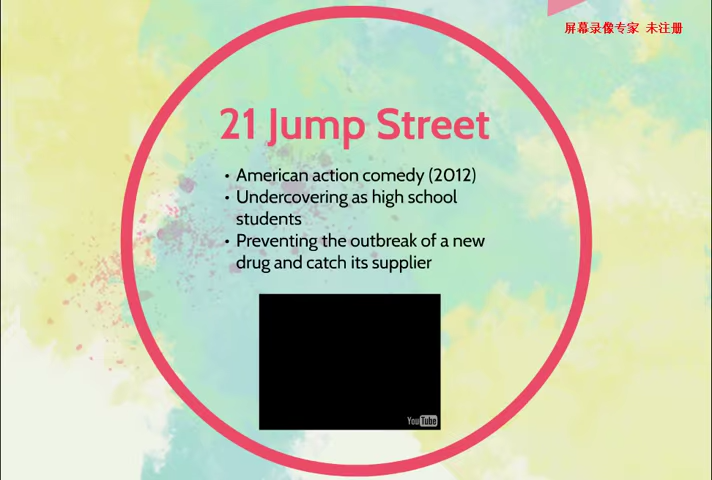 屏幕录像专家 未注册
21 Jump Street
• American action comedy (2012)
• Undercovering as high school
students
• Preventing the outbreak of a new
drug and catch its supplier
YouTube